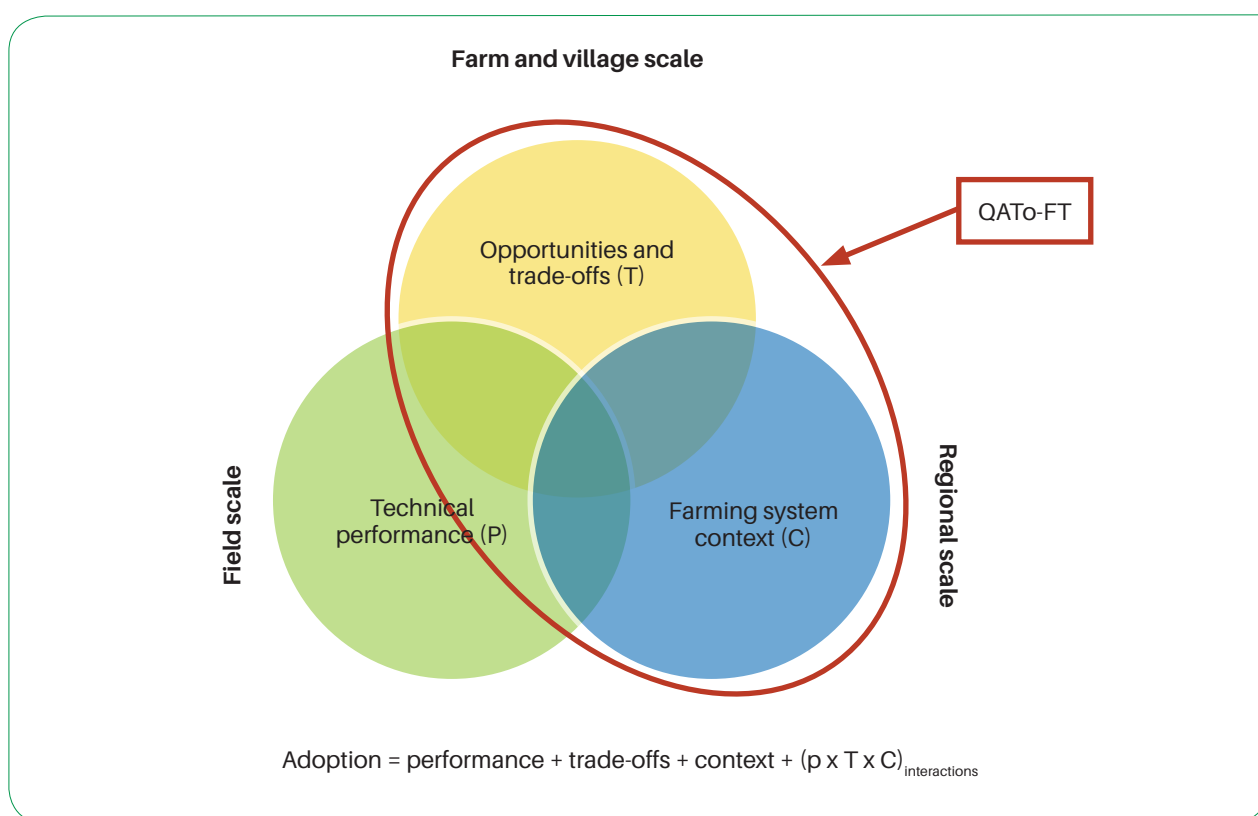 Farm and village scale
QATo-FT
Opportunities and
trade-offs (T)
Field scale
Technical
performance (P)
Farming system
context (C)
Regional scale
Adoption = performance + trade-offs + context + (p x T x C)interactions